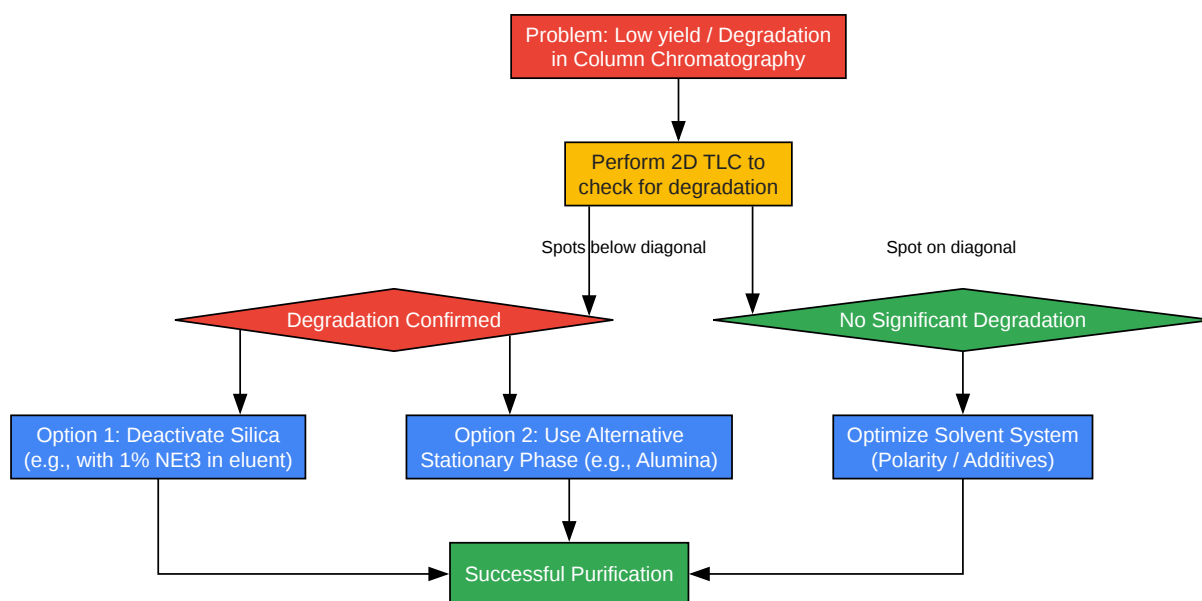 Problem: Low yield / Degradation
in Column Chromatography
Perform 2D TLC to
check for degradation
Spots below diagonal
Spot on diagonal
Degradation Confirmed
No Significant Degradation
Option 1: Deactivate Silica
(e.g., with 1% NEt3 in eluent)
Option 2: Use Alternative
Stationary Phase (e.g., Alumina)
Optimize Solvent System
(Polarity / Additives)
Successful Purification